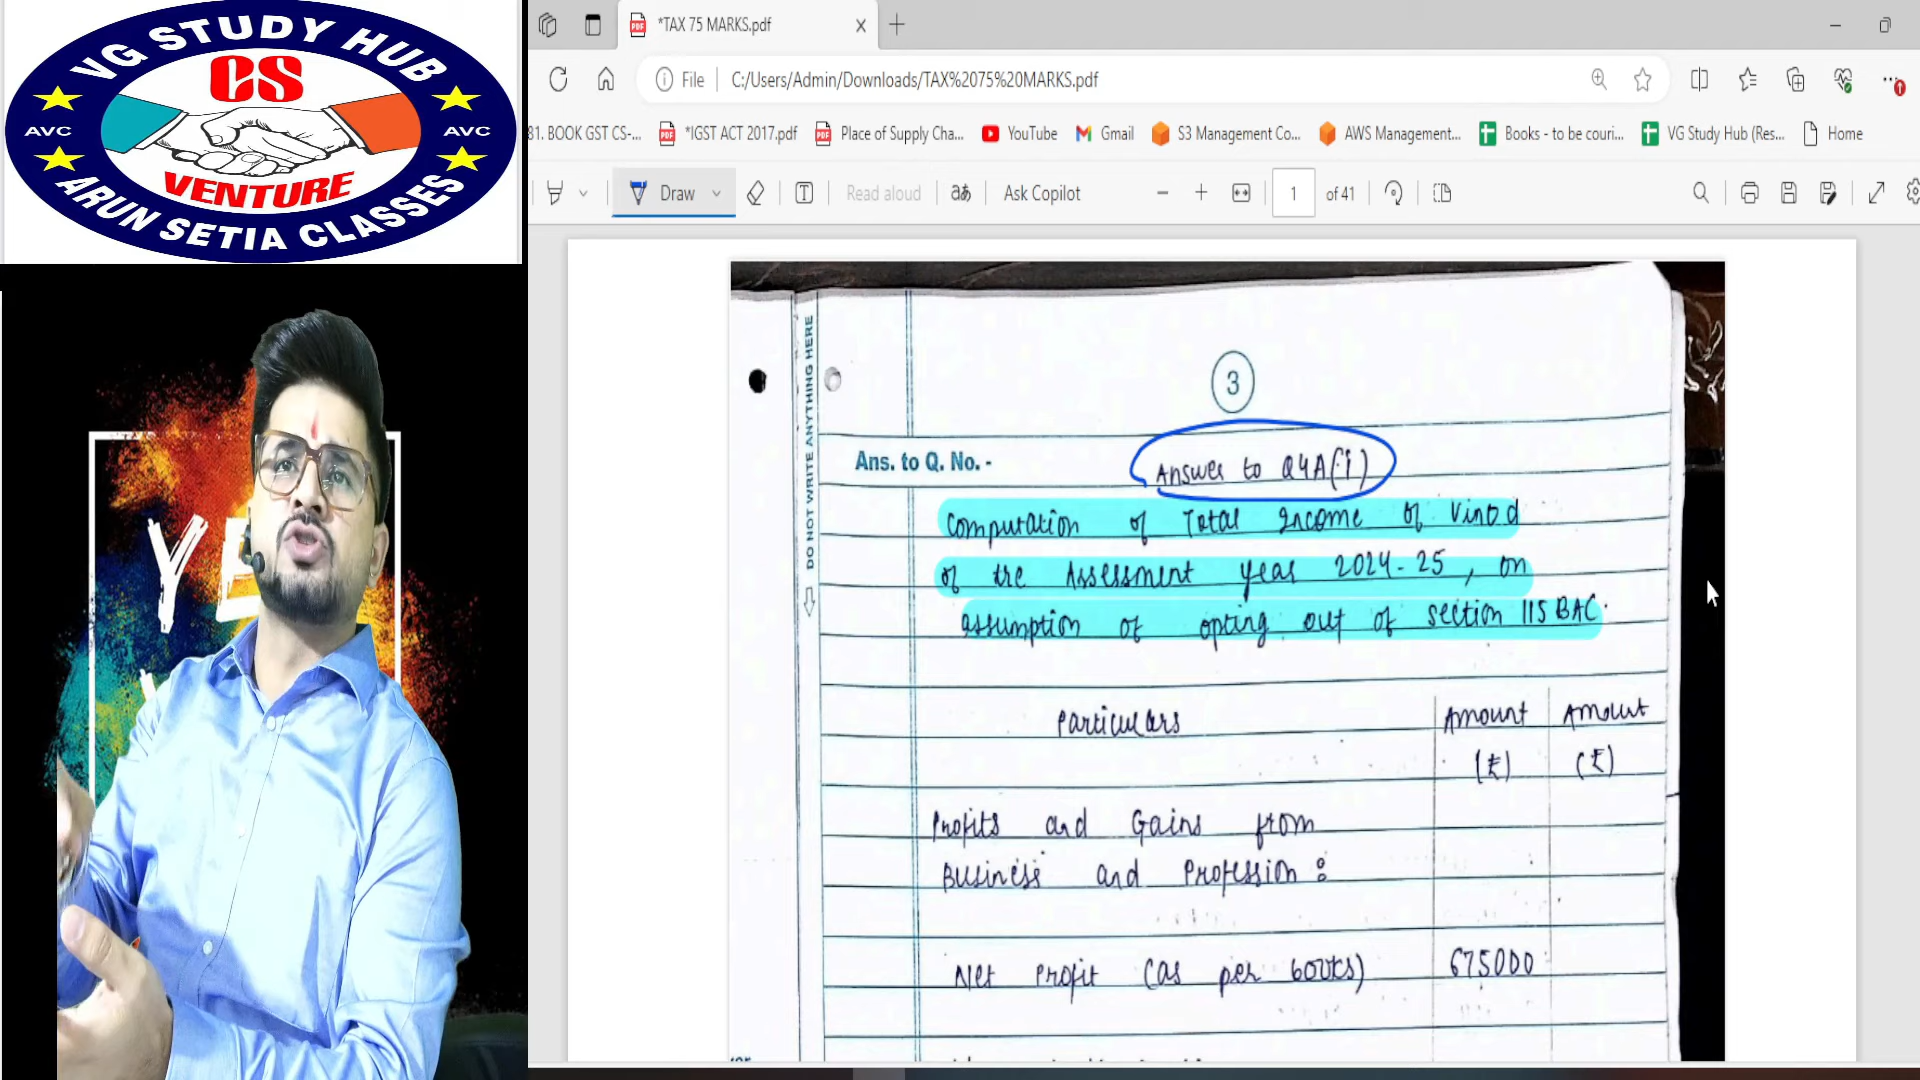 VG STUDY HUB
CS
AVC
AVC
VENTURE
ARUN SETIA CLASSES
YE
*TAX 75 MARKS.pdf
File
C:/Users/Admin/Downloads/TAX%2075%20MARKS.pdf
81. BOOK GST CS-...
*IGST ACT 2017.pdf
Place of Supply Cha...
YouTube
Gmail
S3 Management Co...
AWS Management...
Books - to be couri...
VG Study Hub (Res...
Home
Draw
Read aloud
Ask Copilot
1
of 41
DO NOT WRITE ANYTHING HERE
3
Ans. to Q. No. -
Answer to Q4A(i)
Computation of Total Income of Vinod
of the Assessment year 2024-25, on
assumption of opting out of section 115BAC.
Particulars
Amount
Amount
(₹)
(₹)
Profits and Gains from
Business and Profession:
Net Profit (as per books)
675000